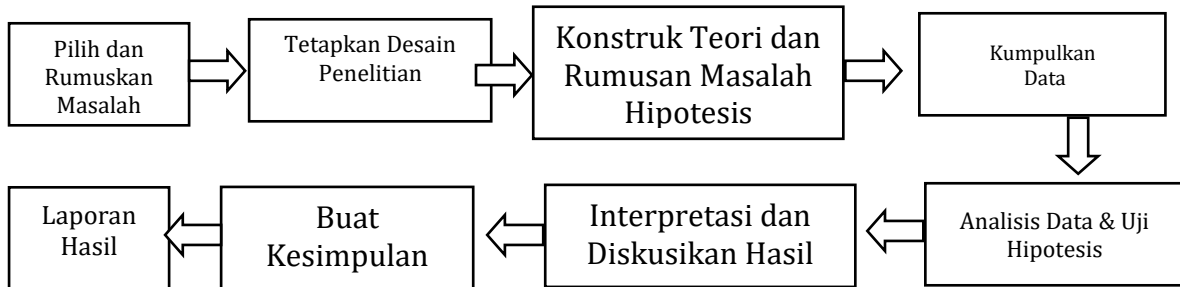 Pilih dan
Rumuskan
Masalah
Tetapkan Desain
Penelitian
Konstruk Teori dan
Rumusan Masalah
Hipotesis
Kumpulkan
Data
Analisis Data & Uji
Hipotesis
Interpretasi dan
Diskusikan Hasil
Buat
Kesimpulan
Laporan
Hasil